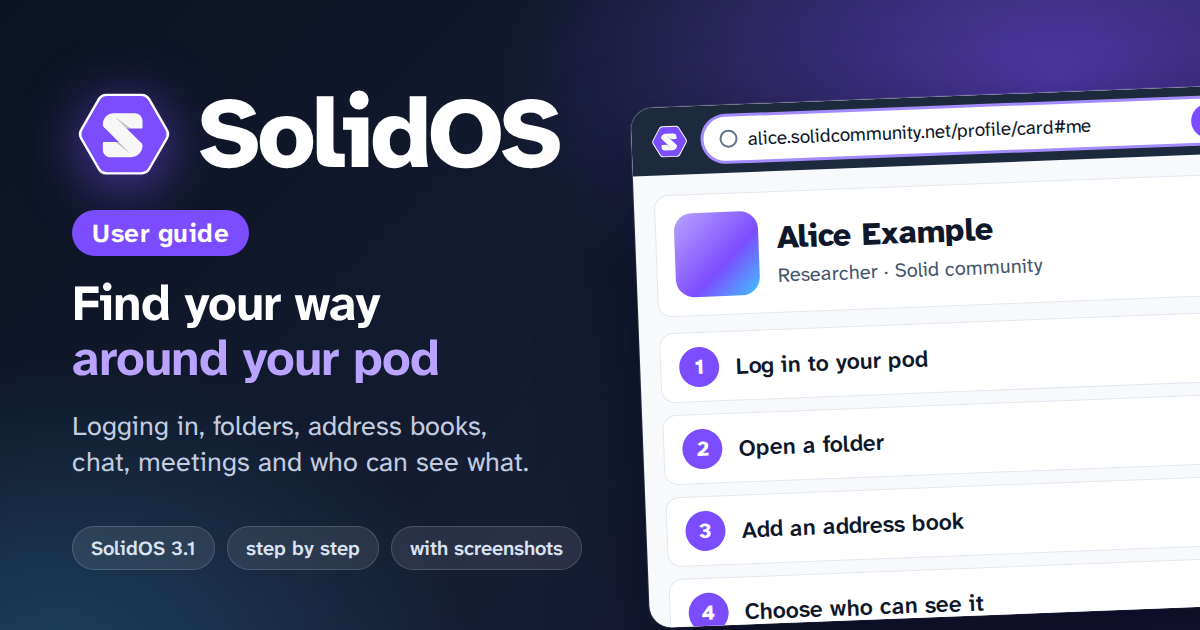 SolidOS
User guide
Find your way
around your pod
Logging in, folders, address books,
chat, meetings and who can see what.
SolidOS 3.1
step by step
with screenshots
alice.solidcommunity.net/profile/card#me
Alice Example
Researcher · Solid community
1 Log in to your pod
2 Open a folder
3 Add an address book
4 Choose who can see it